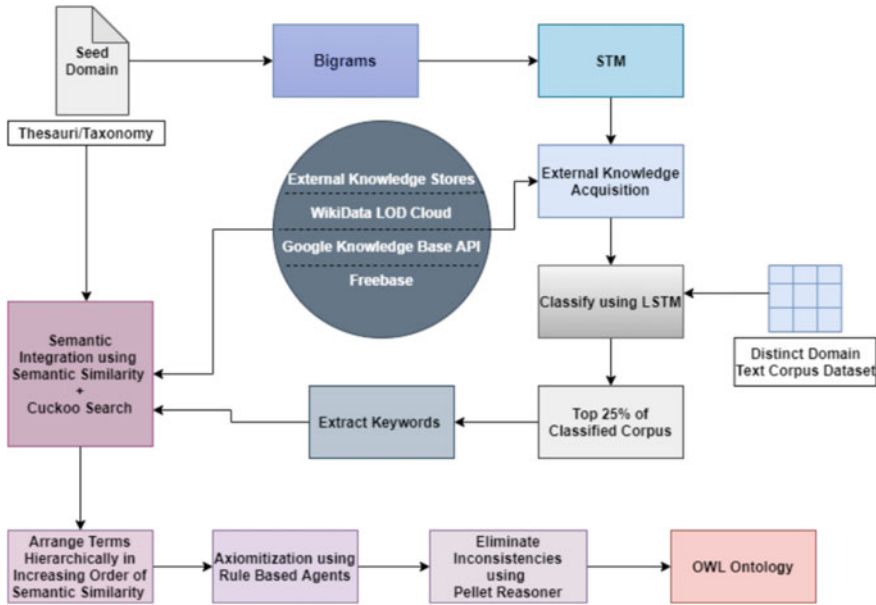 Seed
Domain
Bigrams
STM
Thesauri/Taxonomy
External Knowledge Stores
WikiData LOD Cloud
Google Knowledge Base API
Freebase
External Knowledge
Acquisition
Classify using LSTM
Distinct Domain
Text Corpus Dataset
Semantic
Integration using
Semantic Similarity
+
Cuckoo Search
Extract Keywords
Top 25% of
Classified Corpus
Arrange Terms
Hierarchically in
Increasing Order of
Semantic Similarity
Axiomitization using
Rule Based Agents
Eliminate
Inconsistencies
using
Pellet Reasoner
OWL Ontology